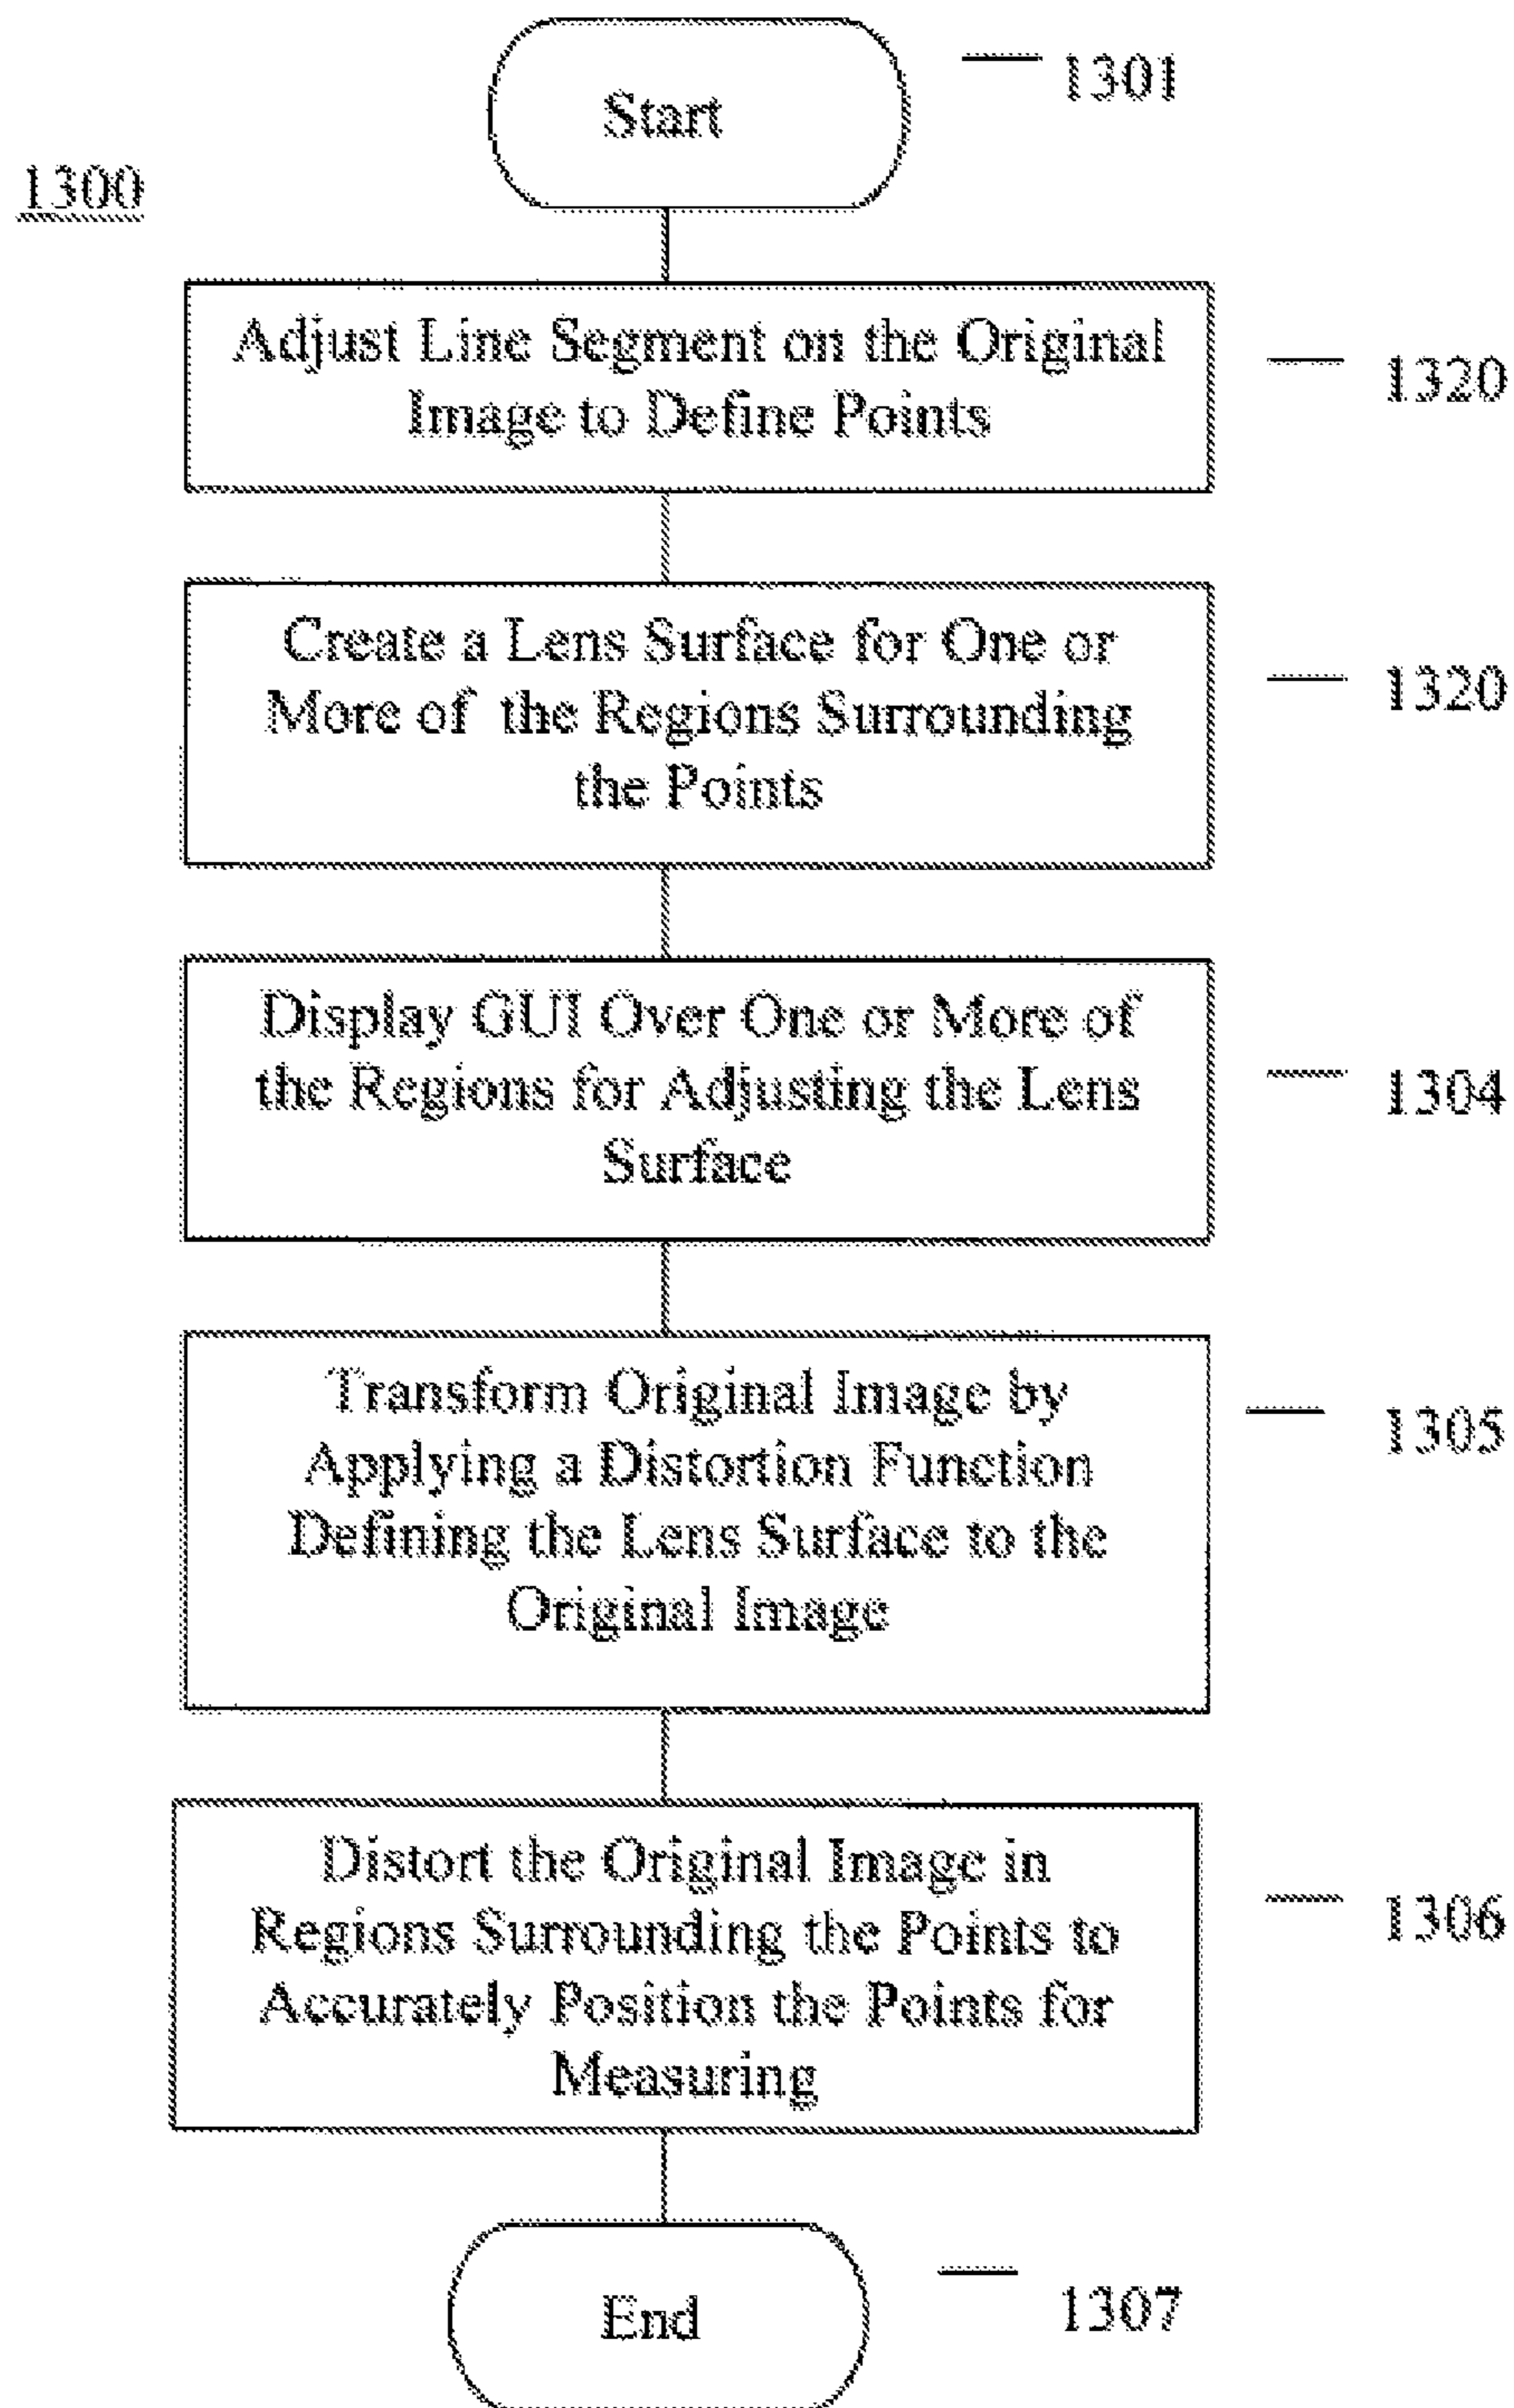 Start
1301
1300
Adjust Line Segment on the Original
Image to Define Points
1320
Create a Lens Surface for One or
More of the Regions Surrounding
the Points
1320
Display GUI Over One or More of
the Regions for Adjusting the Lens
Surface
1304
Transform Original Image by
Applying a Distortion Function
Defining the Lens Surface to the
Original Image
1305
Distort the Original Image in
Regions Surrounding the Points to
Accurately Position the Points for
Measuring
1306
End
1307